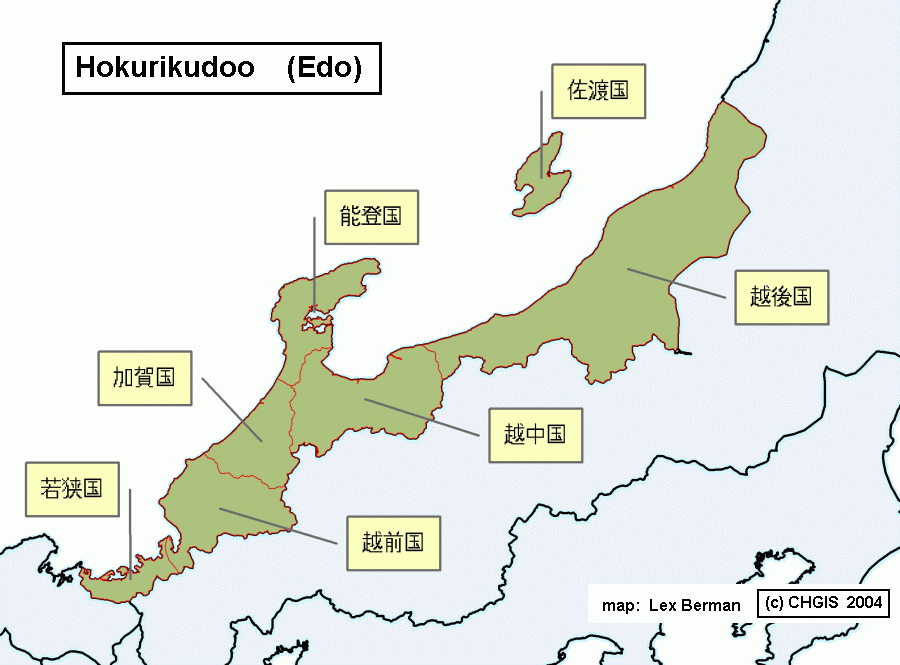 Hokurikudoo (Edo)
佐渡国
能登国
越後国
加賀国
越中国
若狭国
越前国
map: Lex Berman
(c) CHGIS 2004